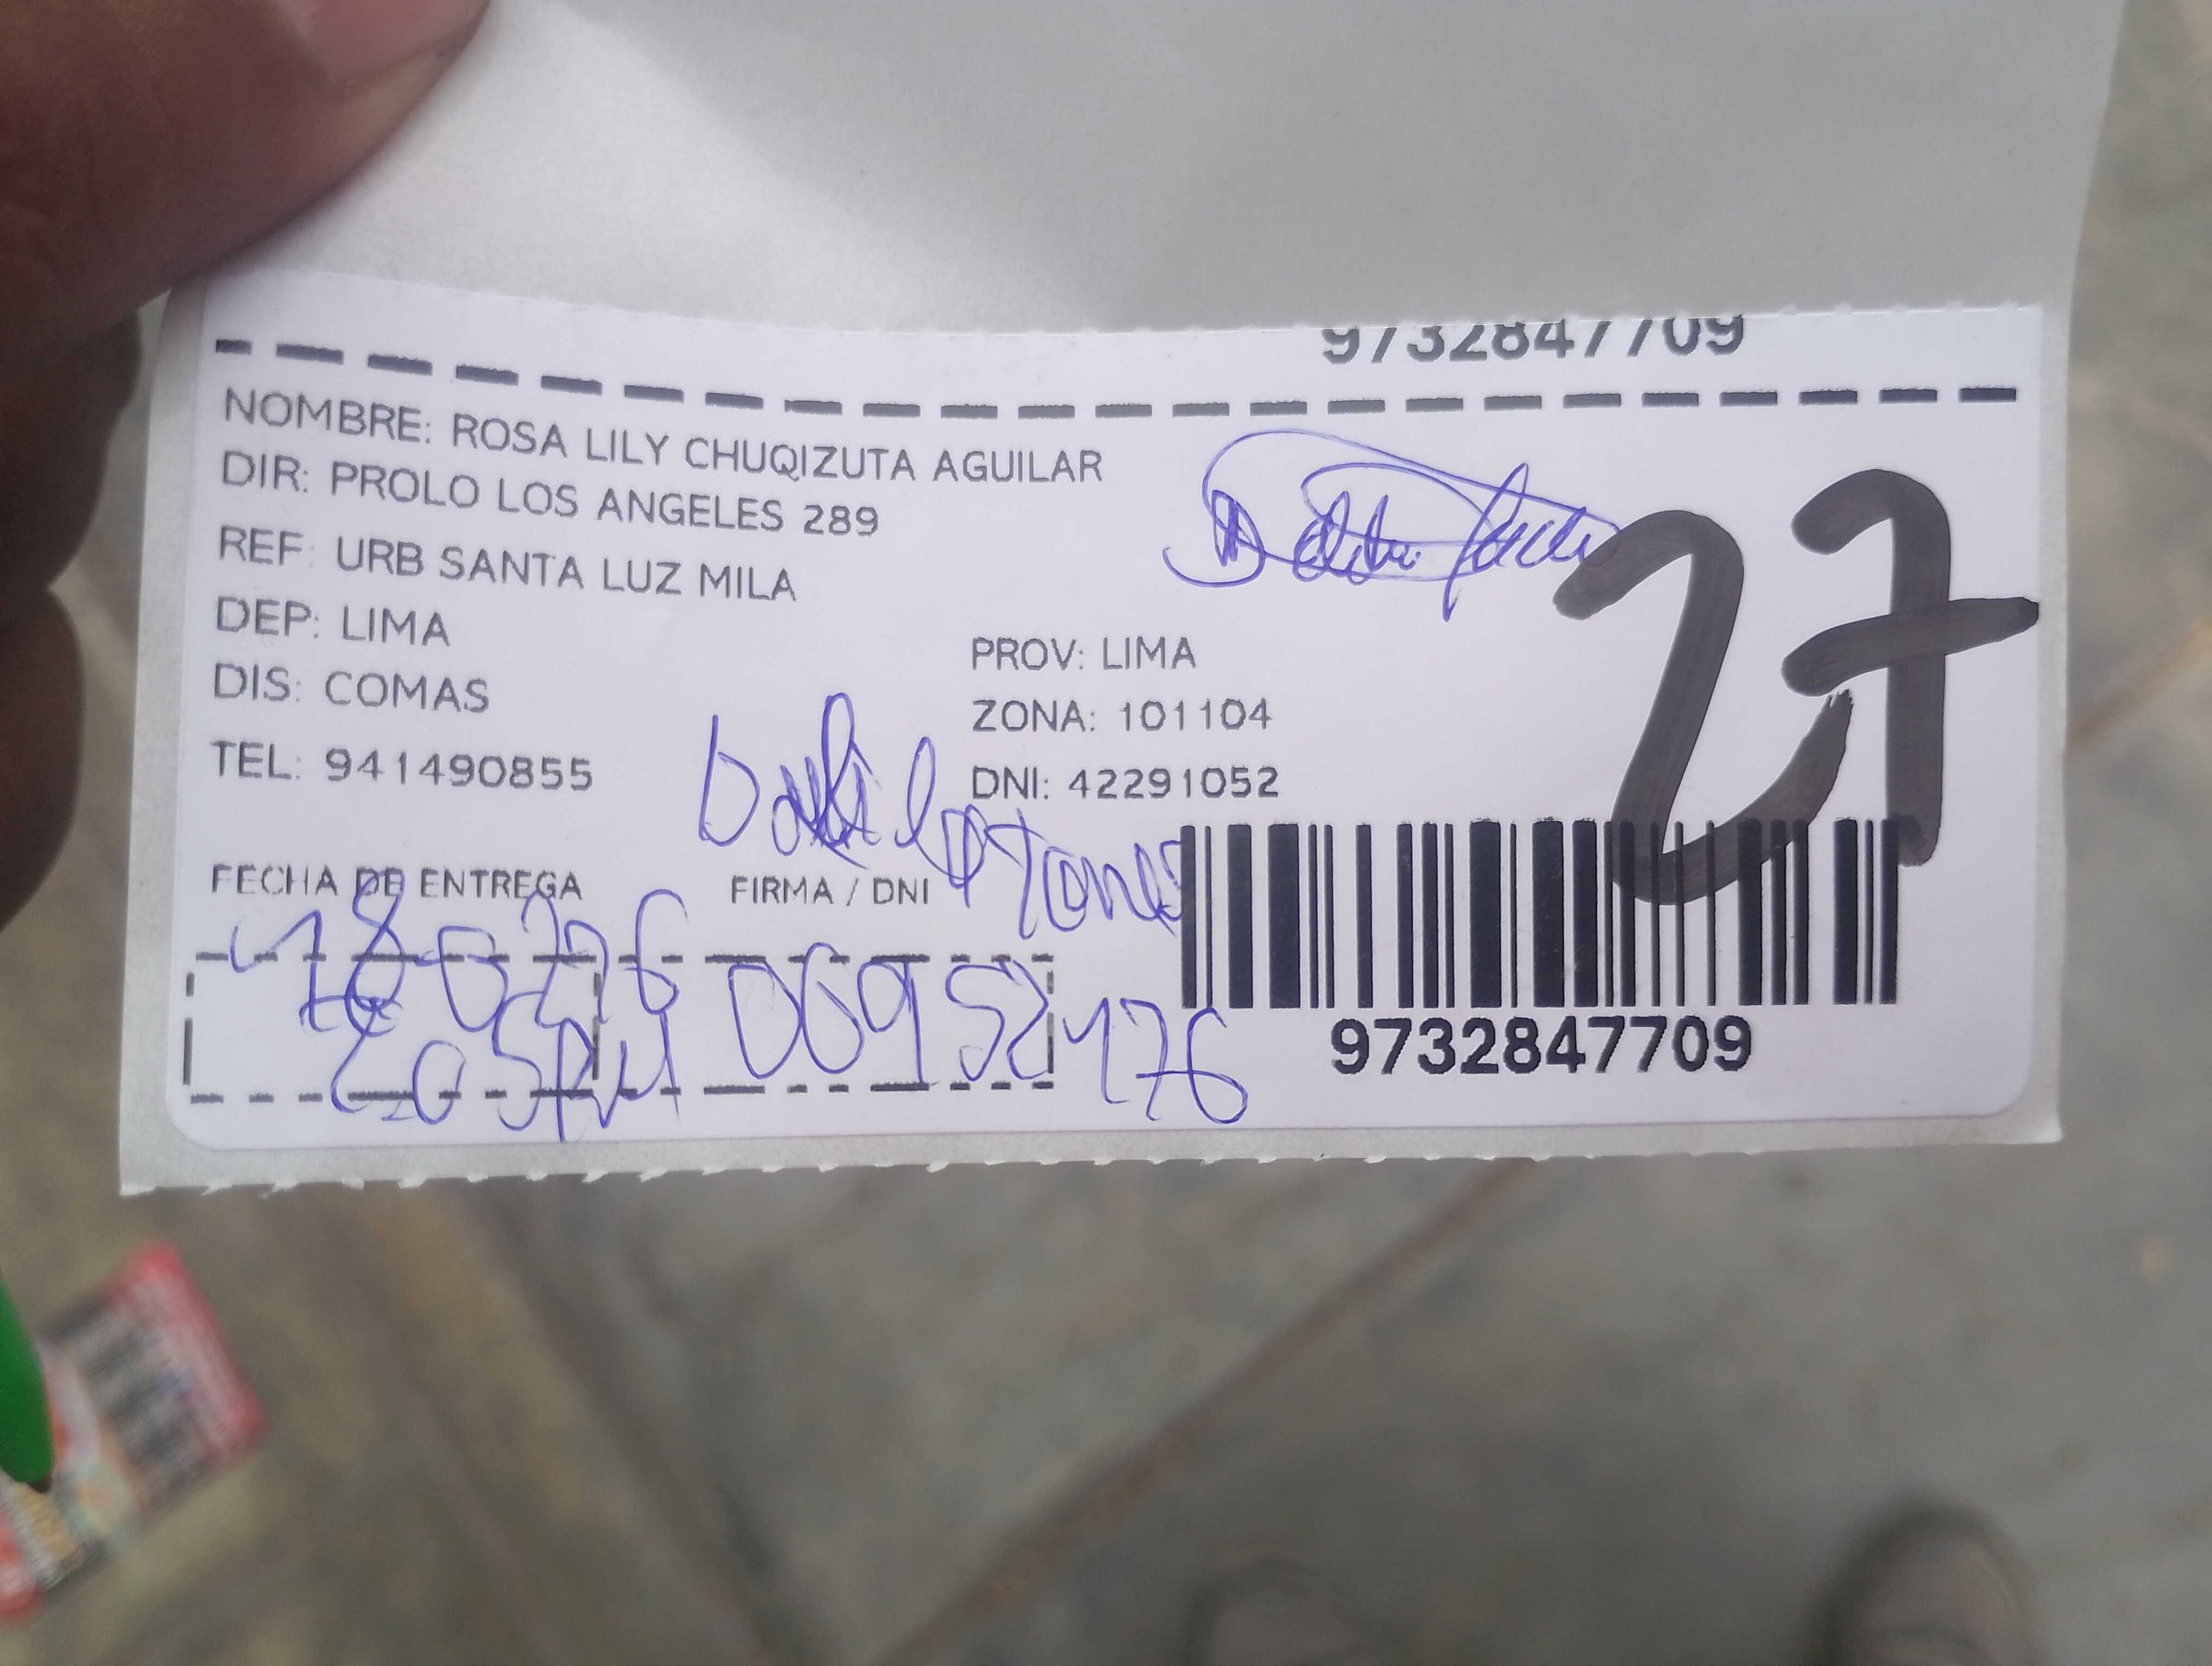 9732847709
NOMBRE: ROSA LILY CHUQIZUTA AGUILAR
DIR: PROLO LOS ANGELES 289
REF: URB SANTA LUZ MILA
27
DEP: LIMA
PROV: LIMA
DIS: COMAS
ZONA: 101104
TEL: 941490855
DNI: 42291052
FECHA DE ENTREGA
FIRMA / DNI
06952176
9732847709